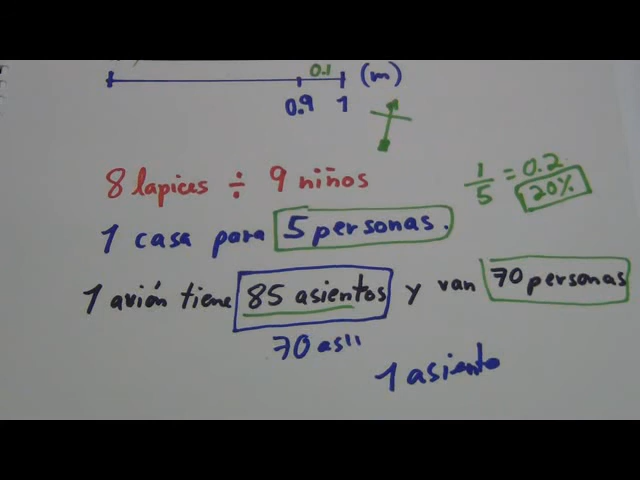 0.1 (m)
0.9 1
8 lapices ÷ 9 niños
1/5 = 0.2
20%
1 casa para 5 personas.
1 avión tiene 85 asientos y van 70 personas
70 as"
1 asiento